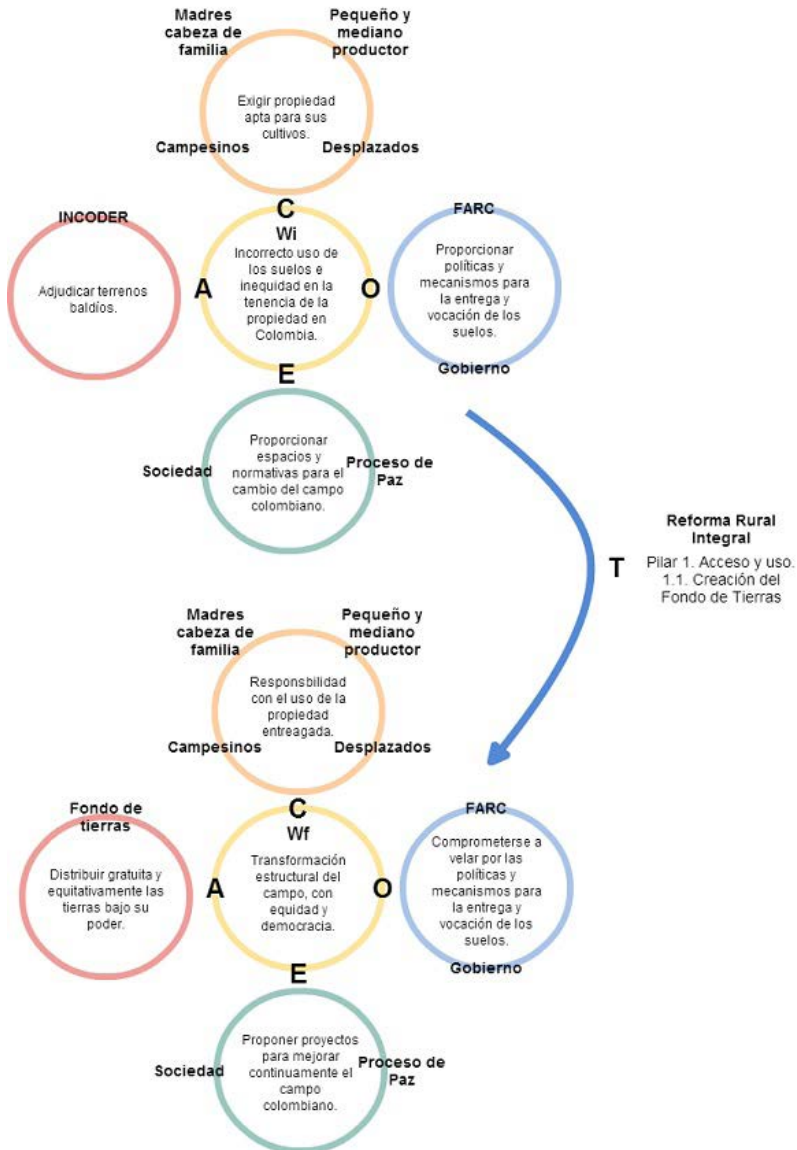 Madres
cabeza de
familia
Pequeño y
mediano
productor
Exigir propiedad
apta para sus
cultivos.
Campesinos
Desplazados
INCODER
Adjudicar terrenos
baldíos.
C
Wi
A
Incorrecto uso de
los suelos e
inequidad en la
tenencia de la
propiedad en
Colombia.
O
E
FARC
Proporcionar
políticas y
mecanismos para
la entrega y
vocación de los
suelos.
Gobierno
Sociedad
Proporcionar
espacios y
normativas para el
cambio del campo
colombiano.
Proceso de
Paz
T
Reforma Rural
Integral
Pilar 1. Acceso y uso.
1.1. Creación del
Fondo de Tierras
Madres
cabeza de
familia
Pequeño y
mediano
productor
Responsbilidad
con el uso de la
propiedad
entreagada.
Campesinos
Desplazados
Fondo de
tierras
Distribuir gratuita y
equitativamente las
tierras bajo su
poder.
C
Wf
A
Transformación
estructural del
campo, con
equidad y
democracia.
O
E
FARC
Comprometerse a
velar por las
políticas y
mecanismos para
la entrega y
vocación de los
suelos.
Gobierno
Sociedad
Proponer proyectos
para mejorar
continuamente el
campo
colombiano.
Proceso de
Paz